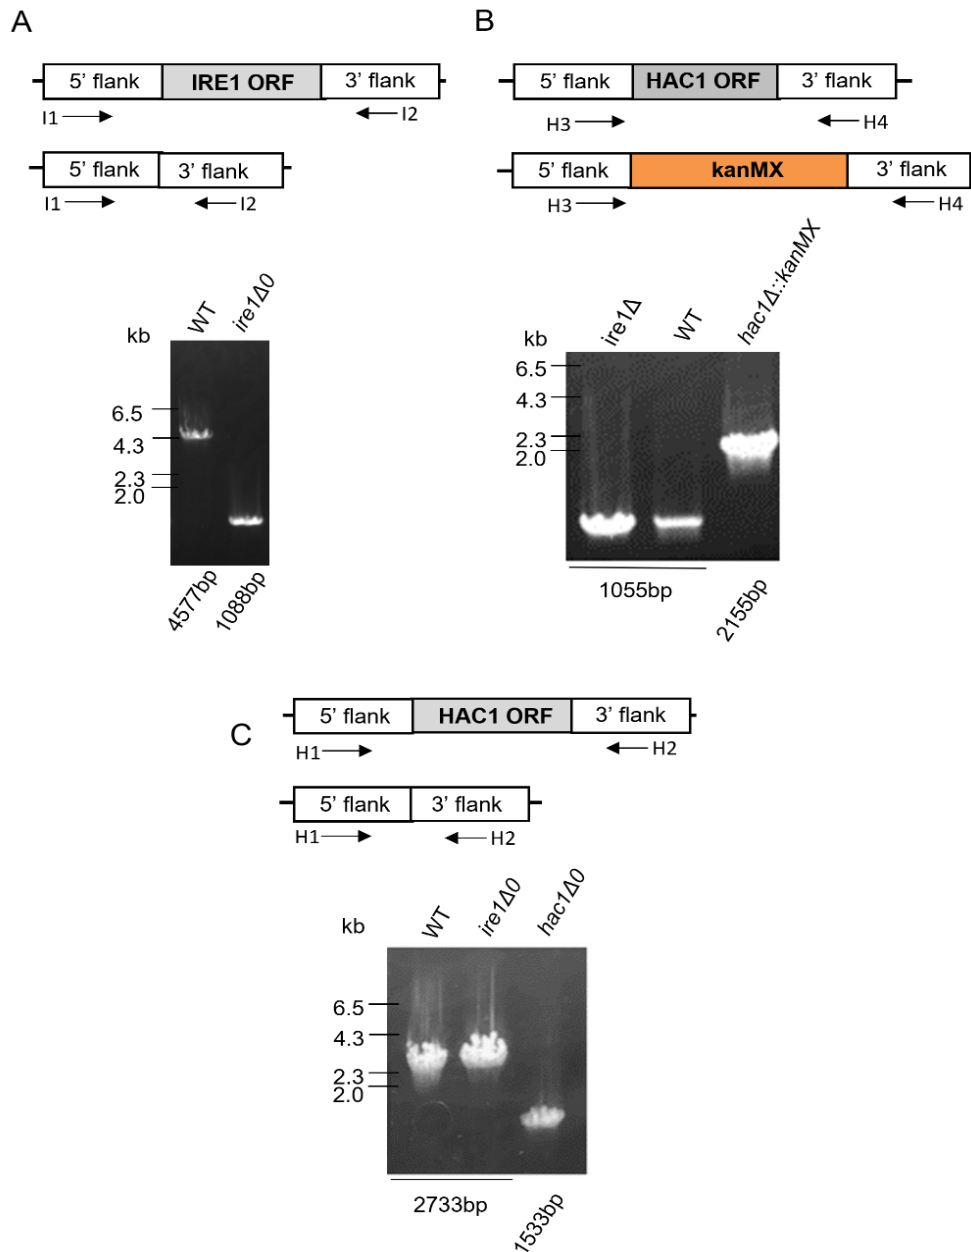 A
5' flank IRE1 ORF 3' flank
I1 I2
5' flank 3' flank
I1 I2
kb WT ire1Δ0
6.5
4.3
2.3
2.0
4577bp 1088bp
B
5' flank HAC1 ORF 3' flank
H3 H4
5' flank kanMX 3' flank
H3 H4
kb ire1Δ WT hac1Δ::kanMX
6.5
4.3
2.3
2.0
1055bp 2155bp
C
5' flank HAC1 ORF 3' flank
H1 H2
5' flank 3' flank
H1 H2
kb WT ire1Δ0 hac1Δ0
6.5
4.3
2.3
2.0
2733bp 1533bp